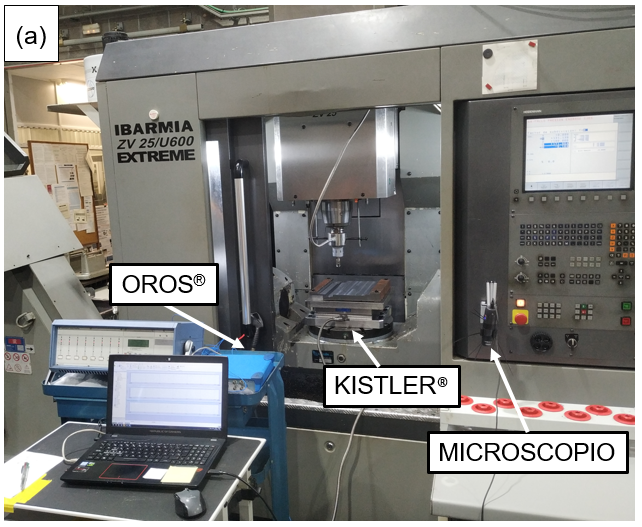 (a)
IBARMIA
ZV 25/U600
EXTREME
OROS®
KISTLER®
MICROSCOPIO